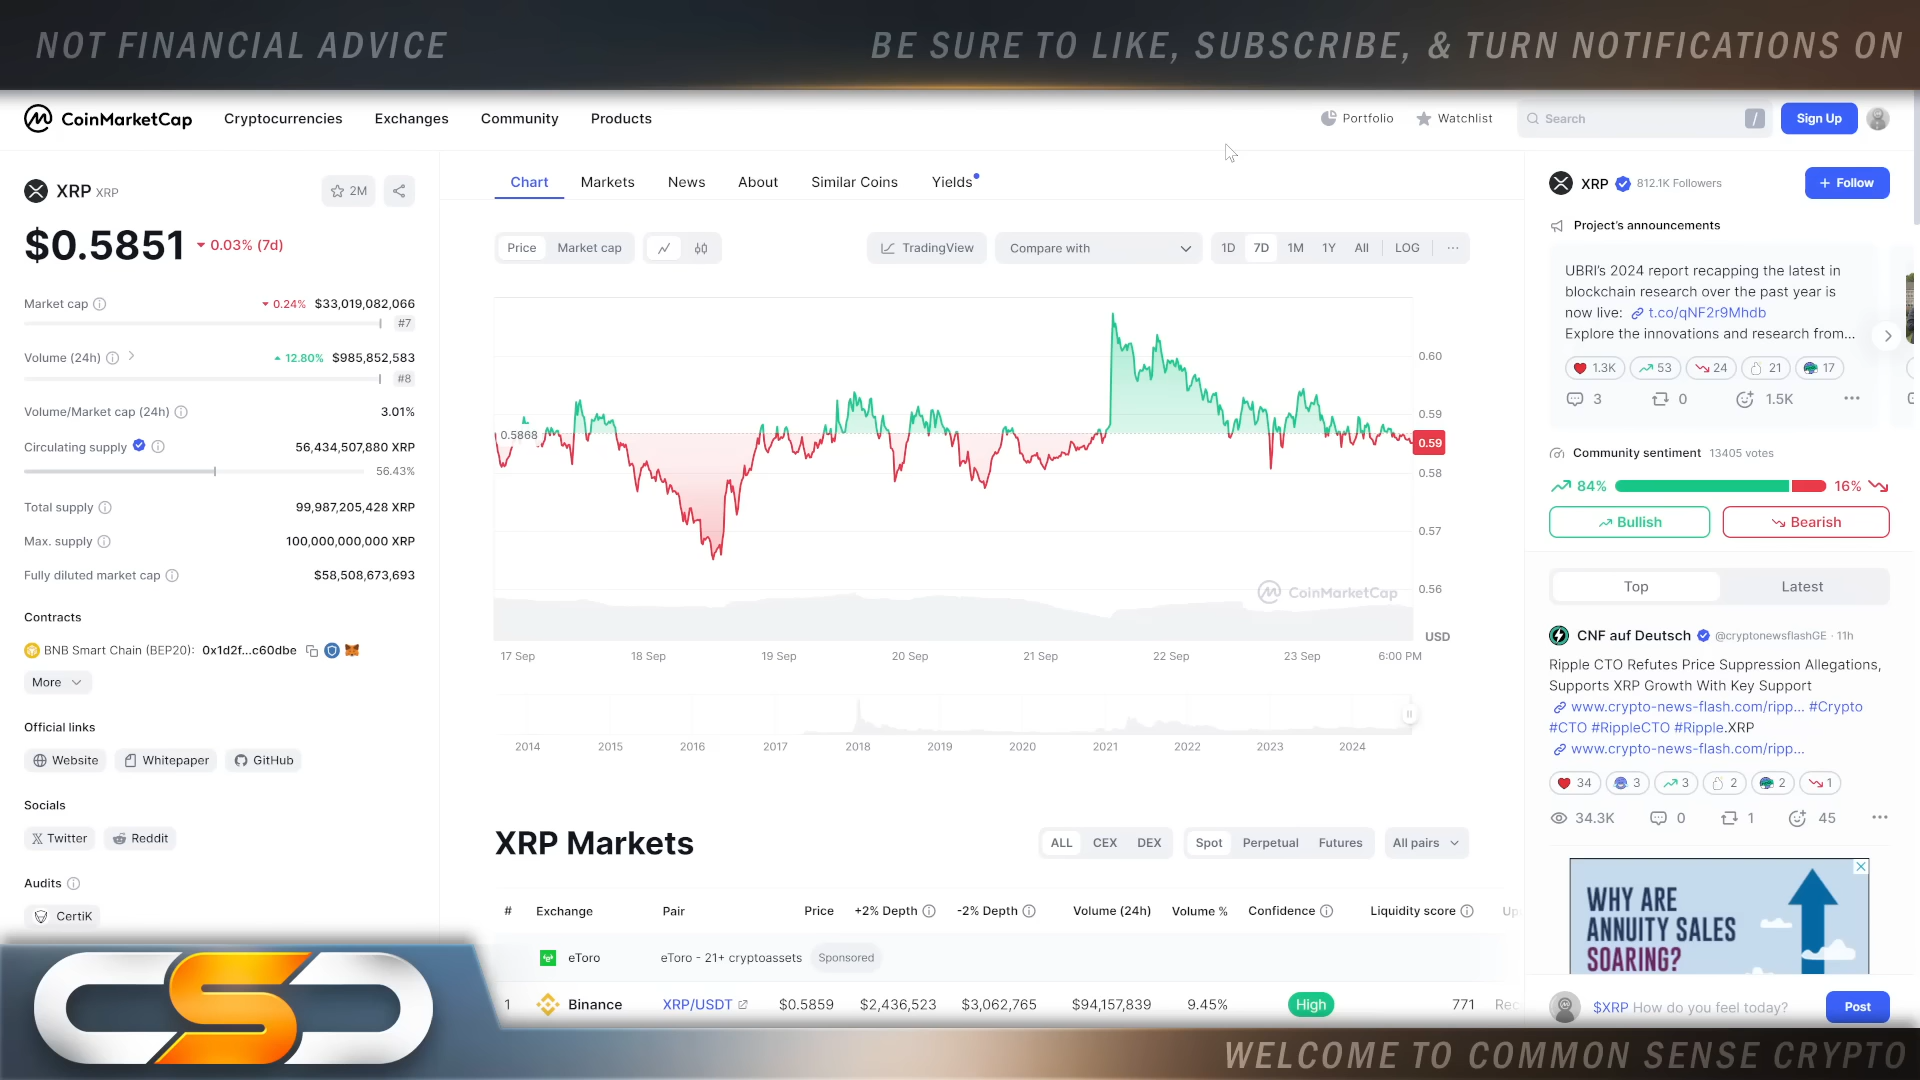 NOT FINANCIAL ADVICE
BE SURE TO LIKE, SUBSCRIBE, & TURN NOTIFICATIONS ON
CoinMarketCap
Cryptocurrencies
Exchanges
Community
Products
Portfolio
Watchlist
Search
/
Sign Up
XRP XRP
2M
$0.5851
0.03% (7d)
Market cap
0.24% $33,019,082,066
#7
Volume (24h)
12.80% $985,852,583
#8
Volume/Market cap (24h)
3.01%
Circulating supply
56,434,507,880 XRP
56.43%
Total supply
99,987,205,428 XRP
Max. supply
100,000,000,000 XRP
Fully diluted market cap
$58,508,673,693
Contracts
BNB Smart Chain (BEP20): 0x1d2f...c60dbe
More
Official links
Website
Whitepaper
GitHub
Socials
Twitter
Reddit
Audits
CertiK
Chart
Markets
News
About
Similar Coins
Yields
Price
Market cap
TradingView
Compare with
1D
7D
1M
1Y
All
LOG
...
0.5868
0.60
0.59
0.59
0.58
0.57
0.56
CoinMarketCap
USD
17 Sep
18 Sep
19 Sep
20 Sep
21 Sep
22 Sep
23 Sep
6:00 PM
2014
2015
2016
2017
2018
2019
2020
2021
2022
2023
2024
XRP Markets
ALL
CEX
DEX
Spot
Perpetual
Futures
All pairs
#
Exchange
Pair
Price
+2% Depth
-2% Depth
Volume (24h)
Volume %
Confidence
Liquidity score
Up
eToro
eToro - 21+ cryptoassets
Sponsored
1
Binance
XRP/USDT
$0.5859
$2,436,523
$3,062,765
$94,157,839
9.45%
High
771
Rec
XRP
812.1K Followers
+ Follow
Project's announcements
UBRI's 2024 report recapping the latest in
blockchain research over the past year is
now live: t.co/qNF2r9Mhdb
Explore the innovations and research from...
1.3K
53
24
21
17
3
0
1.5K
...
Community sentiment 13405 votes
84%
16%
Bullish
Bearish
Top
Latest
CNF auf Deutsch @cryptonewsflashGE · 11h
Ripple CTO Refutes Price Suppression Allegations,
Supports XRP Growth With Key Support
www.crypto-news-flash.com/ripp... #Crypto
#CTO #RippleCTO #Ripple.XRP
www.crypto-news-flash.com/ripp...
34
3
3
2
2
1
34.3K
0
1
45
...
WHY ARE
ANNUITY SALES
SOARING?
$XRP How do you feel today?
Post
CSC
WELCOME TO COMMON SENSE CRYPTO